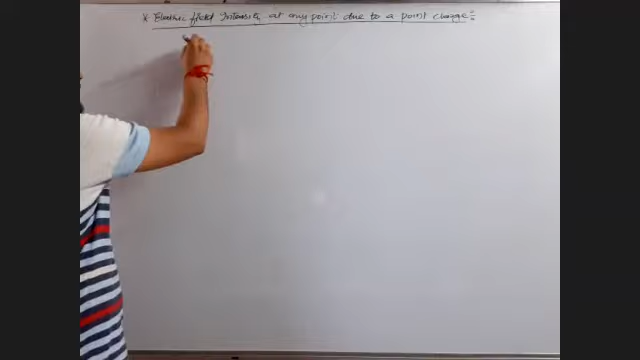 * Electric field Intensity at any point due to a point charge :-